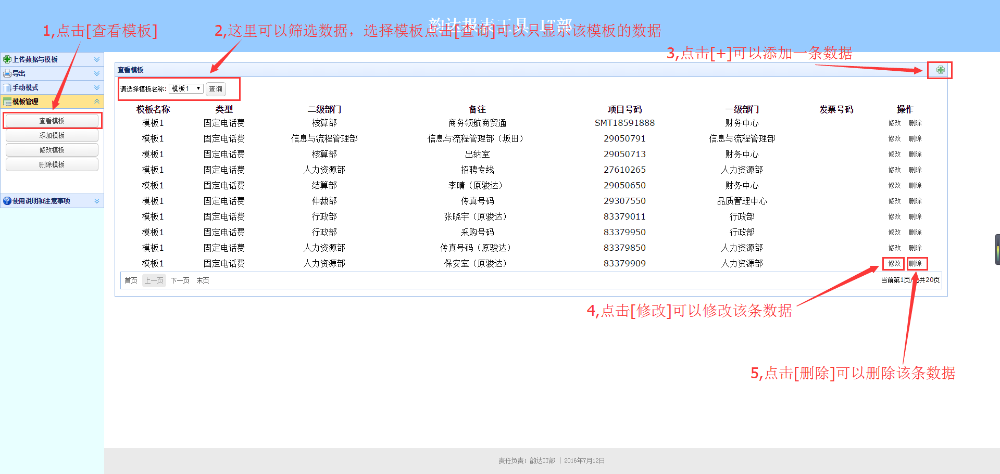 韵达报表工具-IT部
1,点击[查看模板]
2,这里可以筛选数据，选择模板点击[查询]可以只显示该模板的数据
3,点击[+]可以添加一条数据
上传数据与模板
导出
手动模式
模板管理
查看模板
添加模板
修改模板
删除模板
使用说明和注意事项
查看模板
请选择模板名称: 模板1 查询
模板名称 类型 二级部门 备注 项目号码 一级部门 发票号码 操作
模板1 固定电话费 核算部 商务领航商贸通 SMT18591888 财务中心 修改 删除
模板1 固定电话费 信息与流程管理部 信息与流程管理部（坂田） 29050791 信息与流程管理部 修改 删除
模板1 固定电话费 核算部 出纳室 29050713 财务中心 修改 删除
模板1 固定电话费 人力资源部 招聘专线 27610265 人力资源部 修改 删除
模板1 固定电话费 结算部 李晴（原骏达） 29050650 财务中心 修改 删除
模板1 固定电话费 仲裁部 传真号码 29307550 品质管理中心 修改 删除
模板1 固定电话费 行政部 张晓宇（原骏达） 83379011 行政部 修改 删除
模板1 固定电话费 行政部 采购号码 83379950 行政部 修改 删除
模板1 固定电话费 人力资源部 传真号码（原骏达） 83379850 人力资源部 修改 删除
模板1 固定电话费 人力资源部 保安室（原骏达） 83379909 人力资源部 修改 删除
首页 上一页 下一页 末页 当前第1页/总共20页
4,点击[修改]可以修改该条数据
5,点击[删除]可以删除该条数据
责任负责：韵达IT部 | 2016年7月12日